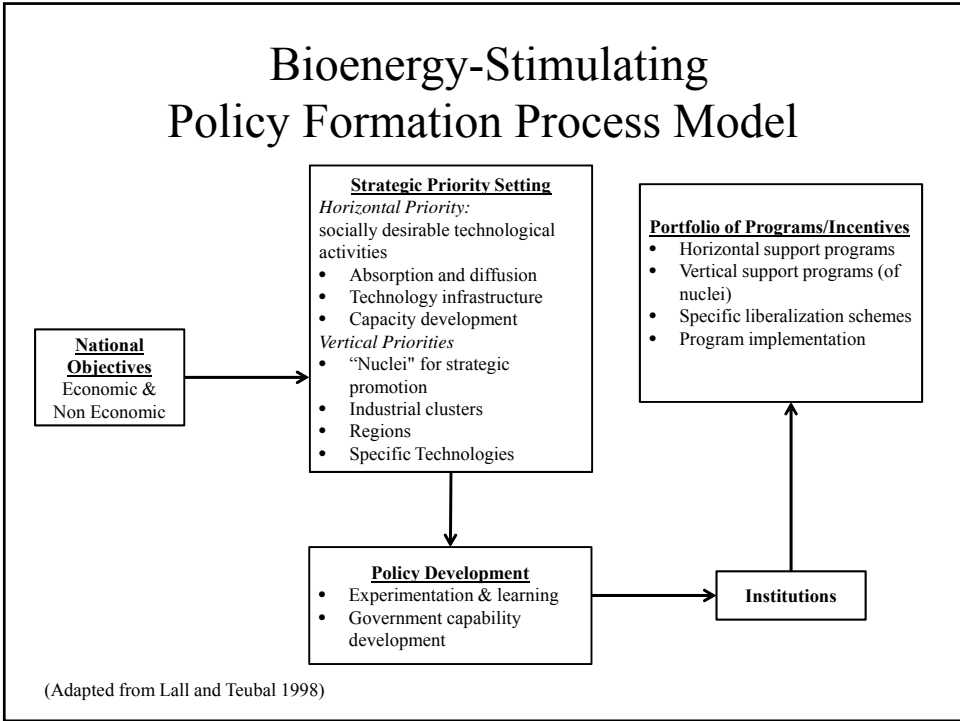 Bioenergy-Stimulating
Policy Formation Process Model
National
Objectives
Economic &
Non Economic
Strategic Priority Setting
Horizontal Priority:
socially desirable technological
activities
• Absorption and diffusion
• Technology infrastructure
• Capacity development
Vertical Priorities
• “Nuclei" for strategic
promotion
• Industrial clusters
• Regions
• Specific Technologies
Policy Development
• Experimentation & learning
• Government capability
development
Institutions
Portfolio of Programs/Incentives
• Horizontal support programs
• Vertical support programs (of
nuclei)
• Specific liberalization schemes
• Program implementation
(Adapted from Lall and Teubal 1998)